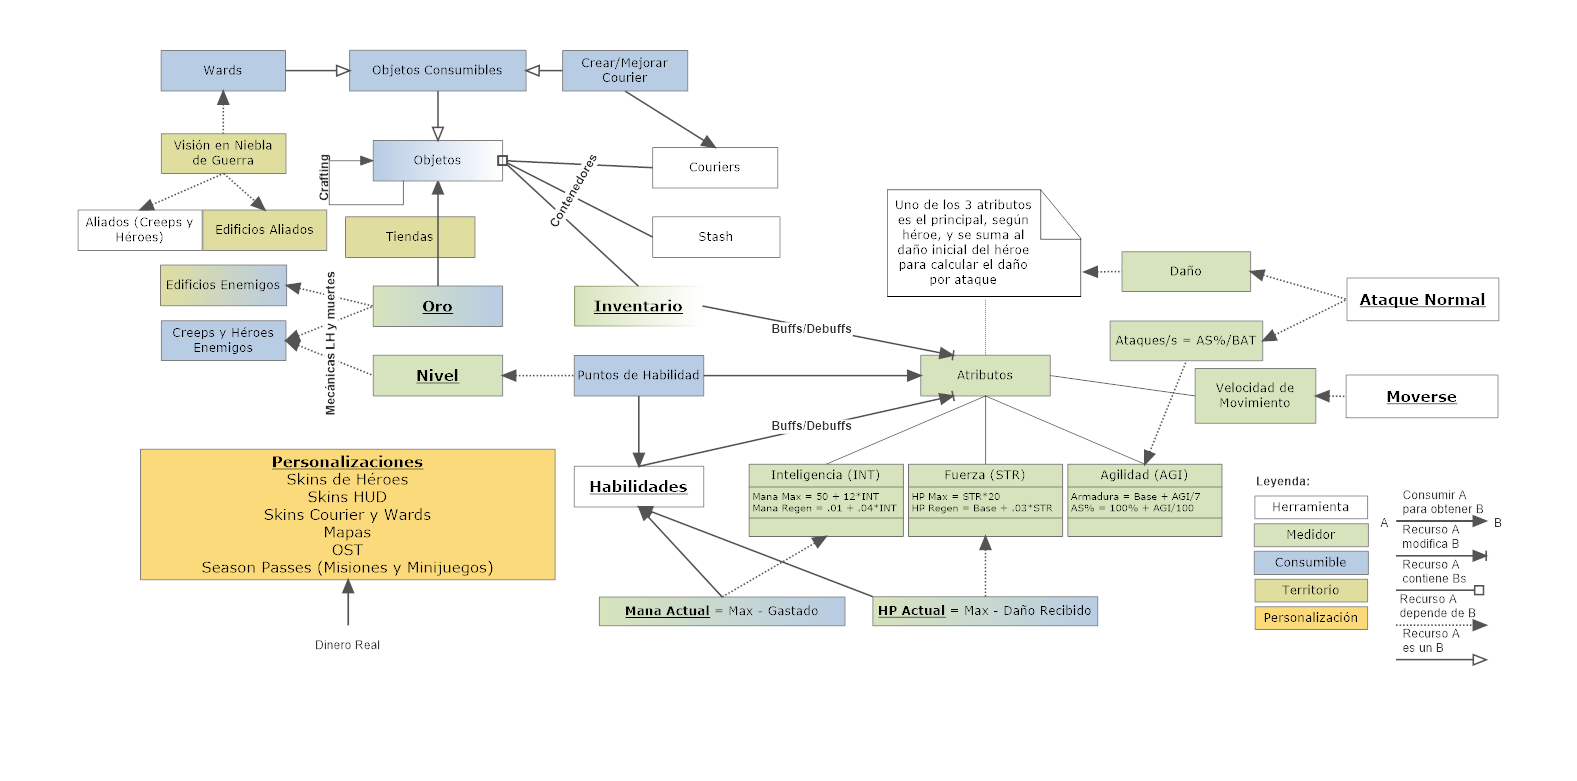 Wards
Objetos Consumibles
Crear/Mejorar
Courier
Visión en Niebla
de Guerra
Crafting
Objetos
Contenedores
Couriers
Aliados (Creeps y
Héroes)
Edificios Aliados
Tiendas
Stash
Uno de los 3 atributos
es el principal, según
héroe, y se suma al
daño inicial del héroe
para calcular el daño
por ataque
Daño
Ataque Normal
Edificios Enemigos
Creeps y Héroes
Enemigos
Mecánicas LH y muertes
Oro
Inventario
Buffs/Debuffs
Ataques/s = AS%/BAT
Nivel
Puntos de Habilidad
Atributos
Velocidad de
Movimiento
Moverse
Buffs/Debuffs
Habilidades
Inteligencia (INT)
Mana Max = 50 + 12*INT
Mana Regen = .01 + .04*INT
Fuerza (STR)
HP Max = STR*20
HP Regen = Base + .03*STR
Agilidad (AGI)
Armadura = Base + AGI/7
AS% = 100% + AGI/100
Personalizaciones
Skins de Héroes
Skins HUD
Skins Courier y Wards
Mapas
OST
Season Passes (Misiones y Minijuegos)
Dinero Real
Mana Actual = Max - Gastado
HP Actual = Max - Daño Recibido
Leyenda:
Herramienta
Medidor
Consumible
Territorio
Personalización
Consumir A
para obtener B
A
B
Recurso A
modifica B
Recurso A
contiene Bs
Recurso A
depende de B
Recurso A
es un B